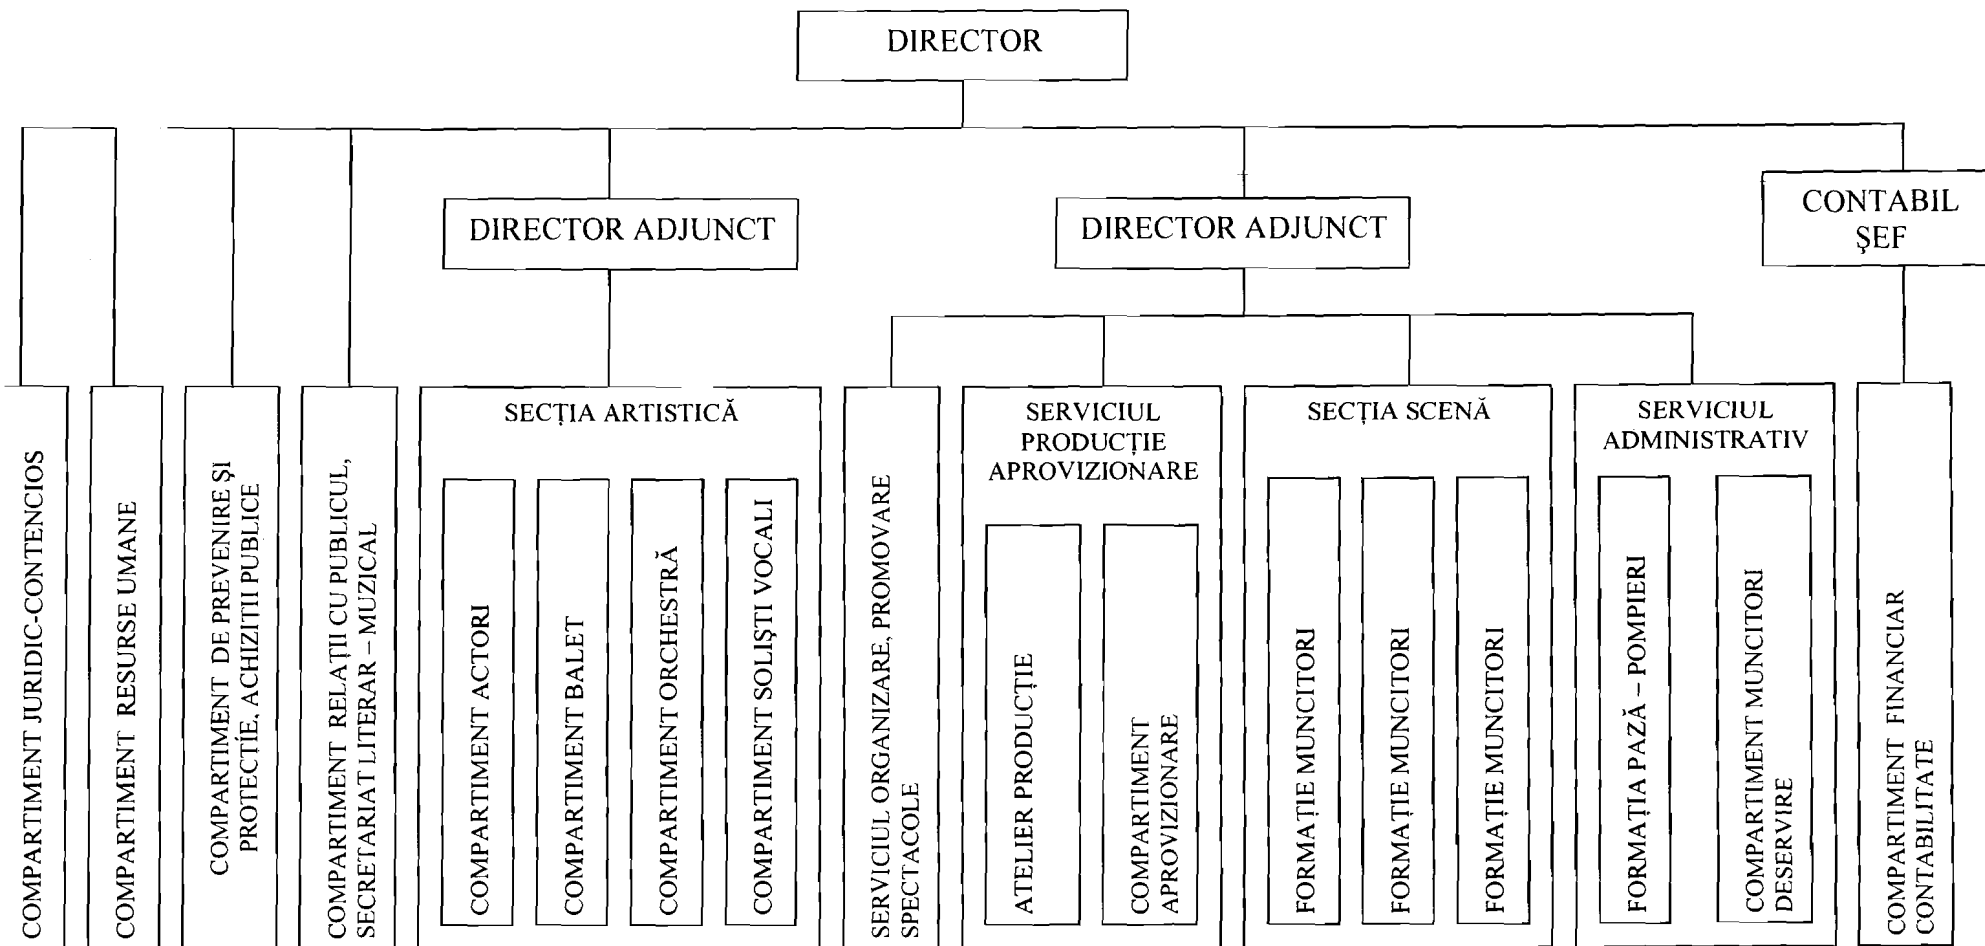 DIRECTOR
DIRECTOR ADJUNCT
DIRECTOR ADJUNCT
CONTABIL
ŞEF
COMPARTIMENT JURIDIC-CONTENCIOS
COMPARTIMENT RESURSE UMANE
COMPARTIMENT DE PREVENIRE ŞI
PROTECŢIE, ACHIZIŢII PUBLICE
COMPARTIMENT RELAŢII CU PUBLICUL,
SECRETARIAT LITERAR – MUZICAL
SECŢIA ARTISTICĂ
COMPARTIMENT ACTORI
COMPARTIMENT BALET
COMPARTIMENT ORCHESTRĂ
COMPARTIMENT SOLIŞTI VOCALI
SERVICIUL ORGANIZARE, PROMOVARE
SPECTACOLE
SERVICIUL
PRODUCŢIE
APROVIZIONARE
ATELIER PRODUCŢIE
COMPARTIMENT
APROVIZIONARE
SECŢIA SCENĂ
FORMAŢIE MUNCITORI
FORMAŢIE MUNCITORI
FORMAŢIE MUNCITORI
SERVICIUL
ADMINISTRATIV
FORMAŢIA PAZĂ – POMPIERI
COMPARTIMENT MUNCITORI
DESERVIRE
COMPARTIMENT FINANCIAR
CONTABILITATE